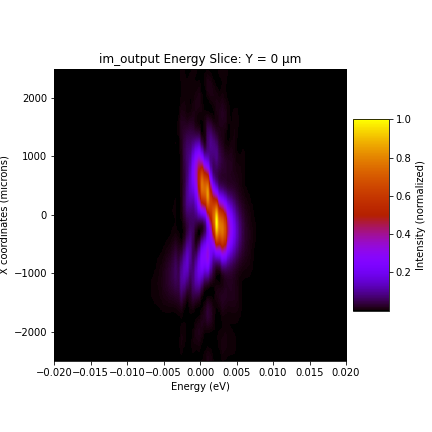 im_output Energy Slice: Y = 0 μm
X coordinates (microns)
2000
1000
0
−1000
−2000
−0.020 −0.015 −0.010 −0.005 0.000 0.005 0.010 0.015 0.020
Energy (eV)
1.0
0.8
0.6
0.4
0.2
Intensity (normalized)